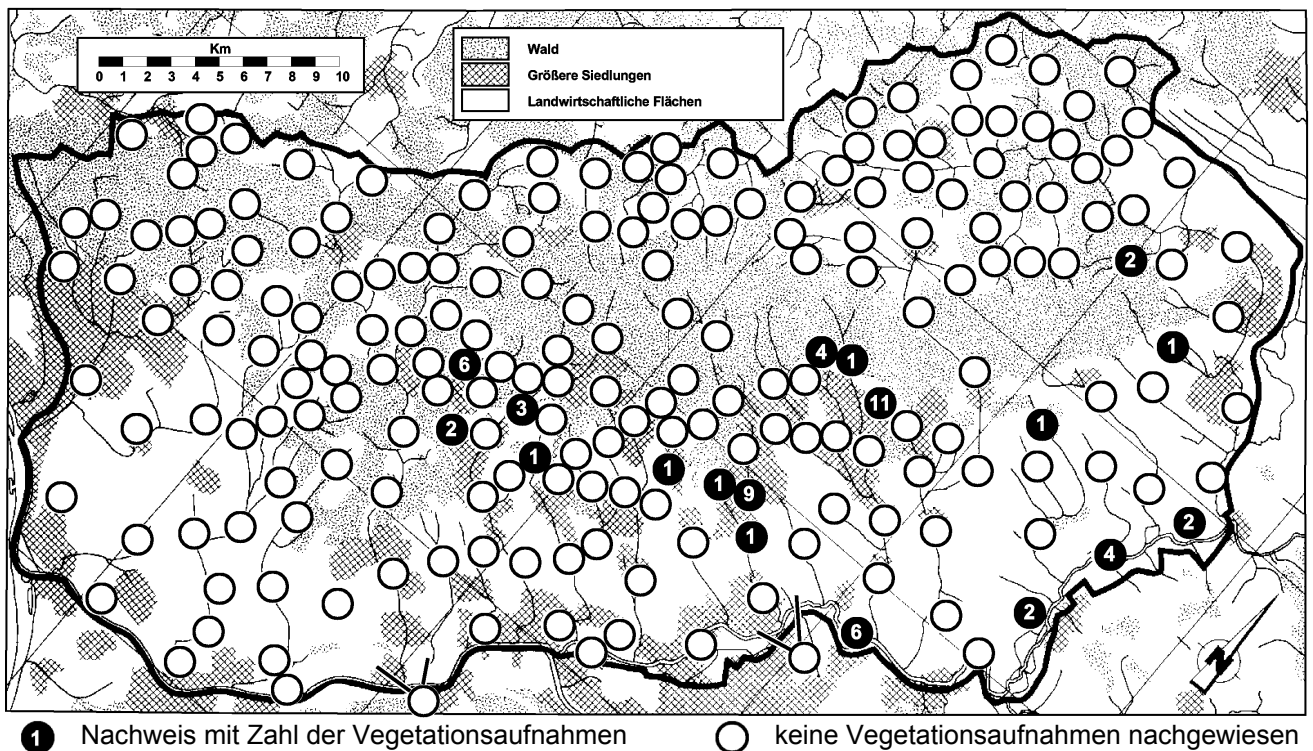 Km
0 1 2 3 4 5 6 7 8 9 10
Wald
Größere Siedlungen
Landwirtschaftliche Flächen
2
1
4 1
11
6
3
2
1
1
1
1 9
1
2
4
2
6
N
1 Nachweis mit Zahl der Vegetationsaufnahmen
keine Vegetationsaufnahmen nachgewiesen